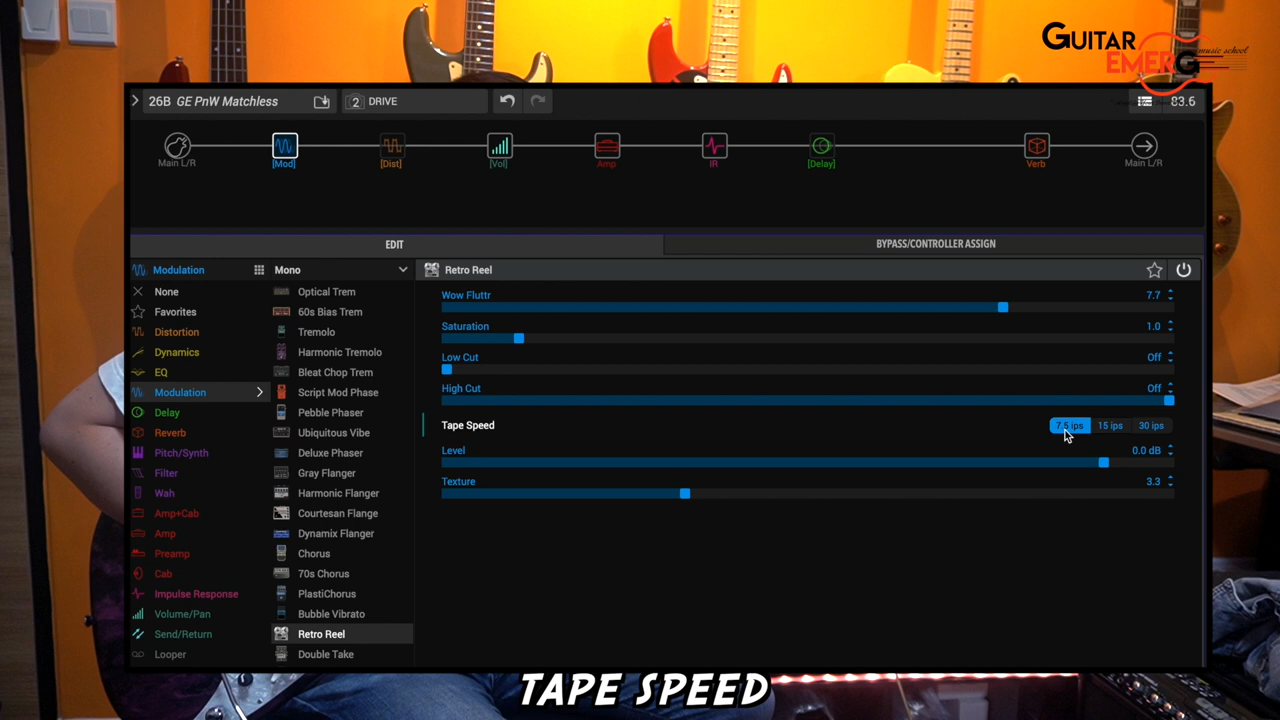 GUITAR
EMERG music school
26B GE PnW Matchless 2 DRIVE 83.6
Main L/R [Mod] [Dist] [Vol] Amp IR [Delay] Verb Main L/R
EDIT BYPASS/CONTROLLER ASSIGN
Modulation Mono Retro Reel
None
Favorites
Distortion
Dynamics
EQ
Modulation
Delay
Reverb
Pitch/Synth
Filter
Wah
Amp+Cab
Amp
Preamp
Cab
Impulse Response
Volume/Pan
Send/Return
Looper
Optical Trem
60s Bias Trem
Tremolo
Harmonic Tremolo
Bleat Chop Trem
Script Mod Phase
Pebble Phaser
Ubiquitous Vibe
Deluxe Phaser
Gray Flanger
Harmonic Flanger
Courtesan Flange
Dynamix Flanger
Chorus
70s Chorus
PlastiChorus
Bubble Vibrato
Retro Reel
Double Take
Wow Fluttr 7.7
Saturation 1.0
Low Cut Off
High Cut Off
Tape Speed 7.5 ips 15 ips 30 ips
Level 0.0 dB
Texture 3.3
TAPE SPEED